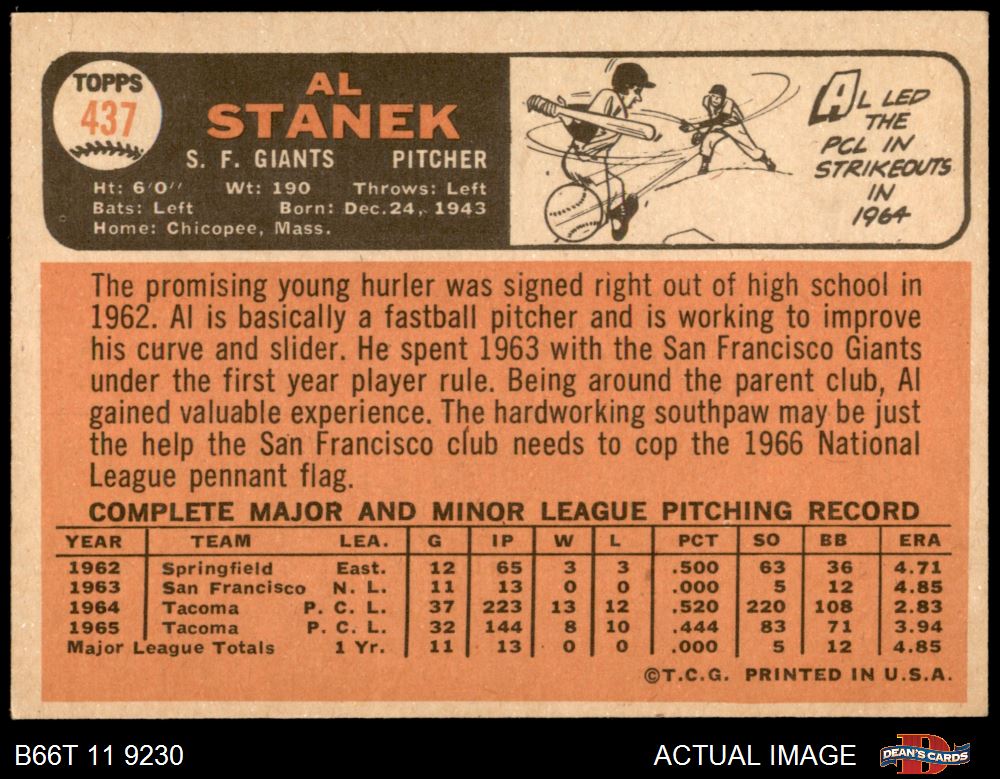 TOPPS
437
AL
STANEK
S. F. GIANTS PITCHER
Ht: 6'0'' Wt: 190 Throws: Left
Bats: Left Born: Dec.24, 1943
Home: Chicopee, Mass.
AL LED
THE
PCL IN
STRIKEOUTS
IN
1964
The promising young hurler was signed right out of high school in
1962. Al is basically a fastball pitcher and is working to improve
his curve and slider. He spent 1963 with the San Francisco Giants
under the first year player rule. Being around the parent club, Al
gained valuable experience. The hardworking southpaw may be just
the help the San Francisco club needs to cop the 1966 National
League pennant flag.
COMPLETE MAJOR AND MINOR LEAGUE PITCHING RECORD
YEAR TEAM LEA. G IP W L PCT SO BB ERA
1962 Springfield East. 12 65 3 3 .500 63 36 4.71
1963 San Francisco N. L. 11 13 0 0 .000 5 12 4.85
1964 Tacoma P. C. L. 37 223 13 12 .520 220 108 2.83
1965 Tacoma P. C. L. 32 144 8 10 .444 83 71 3.94
Major League Totals 1 Yr. 11 13 0 0 .000 5 12 4.85
©T.C.G. PRINTED IN U.S.A.
B66T 11 9230 ACTUAL IMAGE DEAN'S CARDS